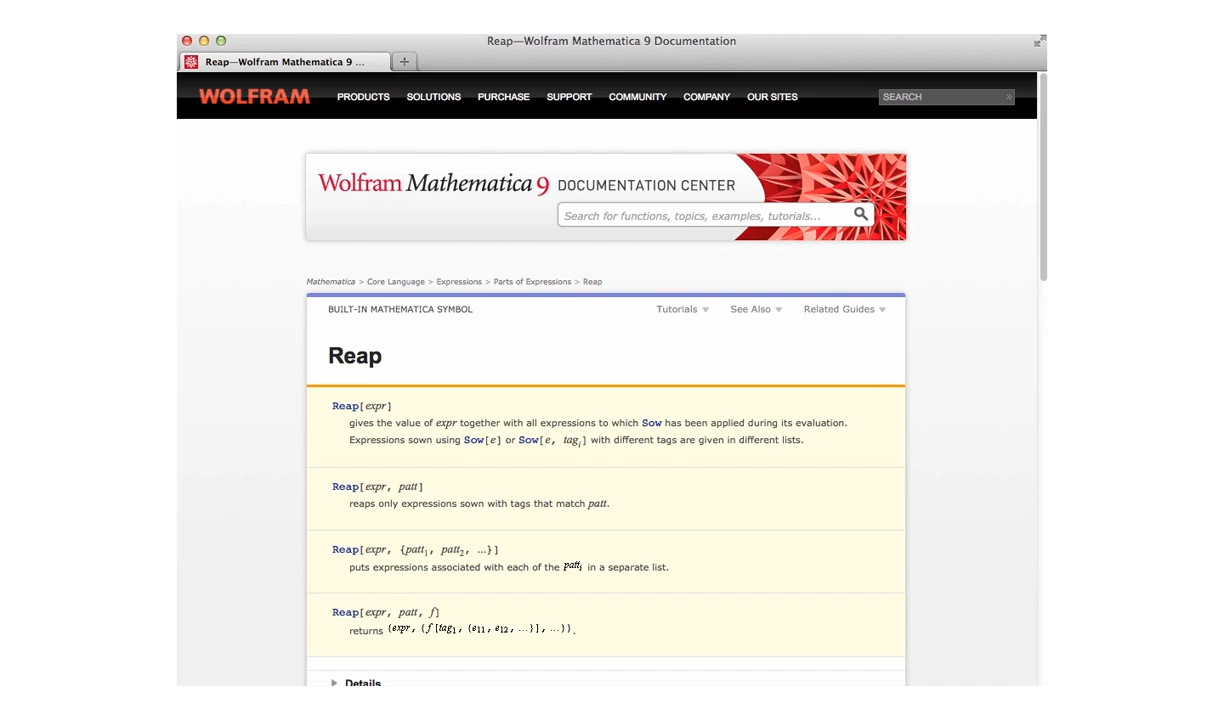 Reap—Wolfram Mathematica 9 Documentation
Reap—Wolfram Mathematica 9 ...
WOLFRAM PRODUCTS SOLUTIONS PURCHASE SUPPORT COMMUNITY COMPANY OUR SITES SEARCH »
Wolfram Mathematica 9 DOCUMENTATION CENTER
Search for functions, topics, examples, tutorials...
Mathematica > Core Language > Expressions > Parts of Expressions > Reap
BUILT-IN MATHEMATICA SYMBOL Tutorials See Also Related Guides
Reap
Reap[expr]
gives the value of expr together with all expressions to which Sow has been applied during its evaluation.
Expressions sown using Sow[e] or Sow[e, tagᵢ] with different tags are given in different lists.
Reap[expr, patt]
reaps only expressions sown with tags that match patt.
Reap[expr, {patt₁, patt₂, …}]
puts expressions associated with each of the pattᵢ in a separate list.
Reap[expr, patt, f]
returns {expr, {f[tag₁, {e₁₁, e₁₂, …}], …}}.
Details